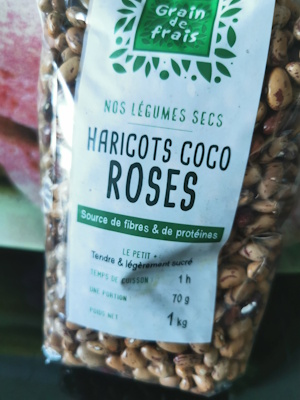 Grain
de
frais
NOS LÉGUMES SECS
HARICOTS COCO
ROSES
Source de fibres & de protéines
LE PETIT +
Tendre & légèrement sucré
TEMPS DE CUISSON 1 h
UNE PORTION 70 g
POIDS NET 1 kg